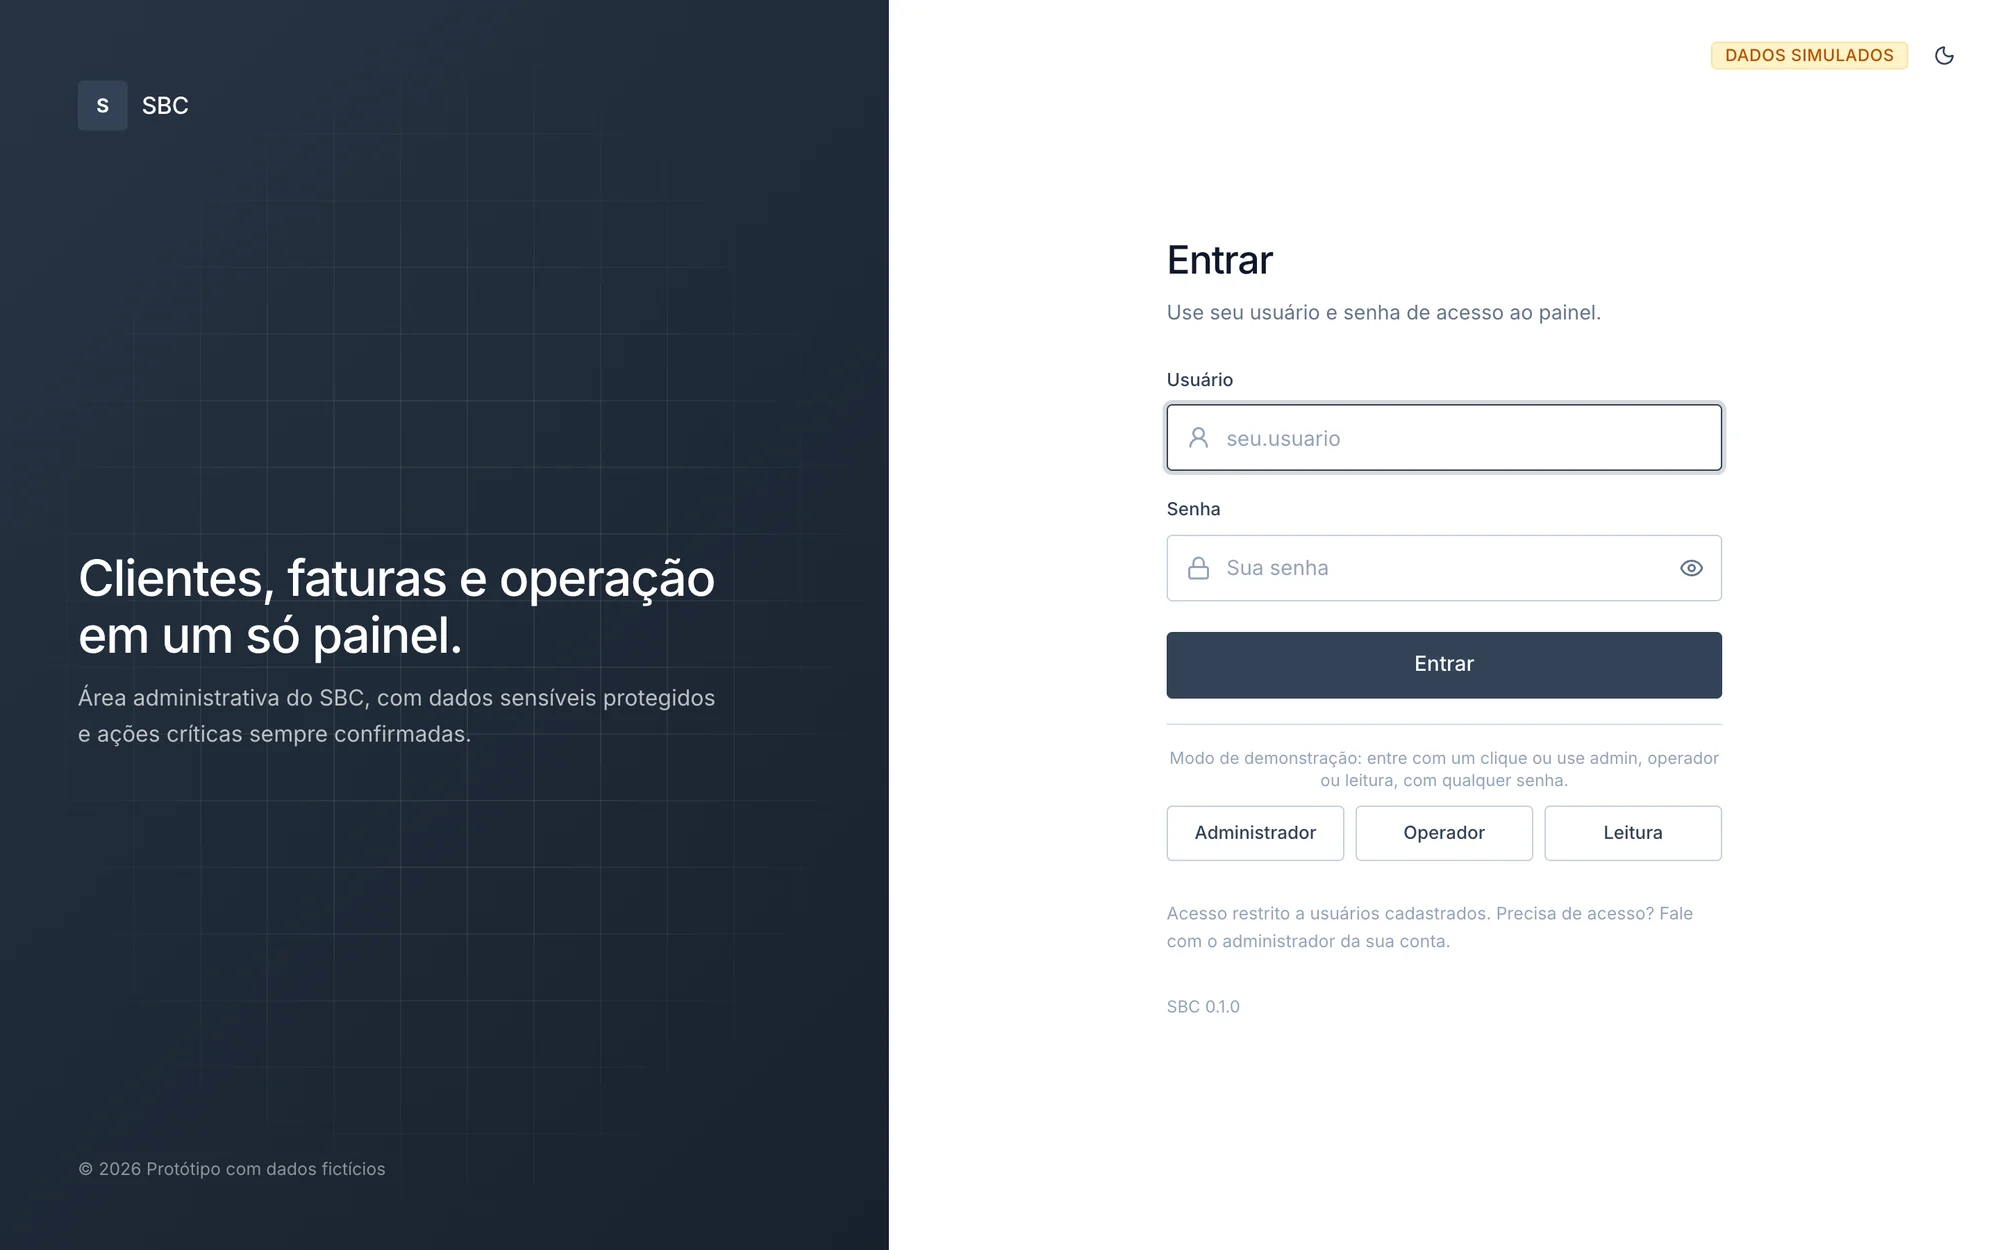 S
SBC
Clientes, faturas e operação
em um só painel.
Área administrativa do SBC, com dados sensíveis protegidos
e ações críticas sempre confirmadas.
© 2026 Protótipo com dados fictícios
DADOS SIMULADOS
Entrar
Use seu usuário e senha de acesso ao painel.
Usuário
seu.usuario
Senha
Sua senha
Entrar
Modo de demonstração: entre com um clique ou use admin, operador
ou leitura, com qualquer senha.
Administrador
Operador
Leitura
Acesso restrito a usuários cadastrados. Precisa de acesso? Fale
com o administrador da sua conta.
SBC 0.1.0